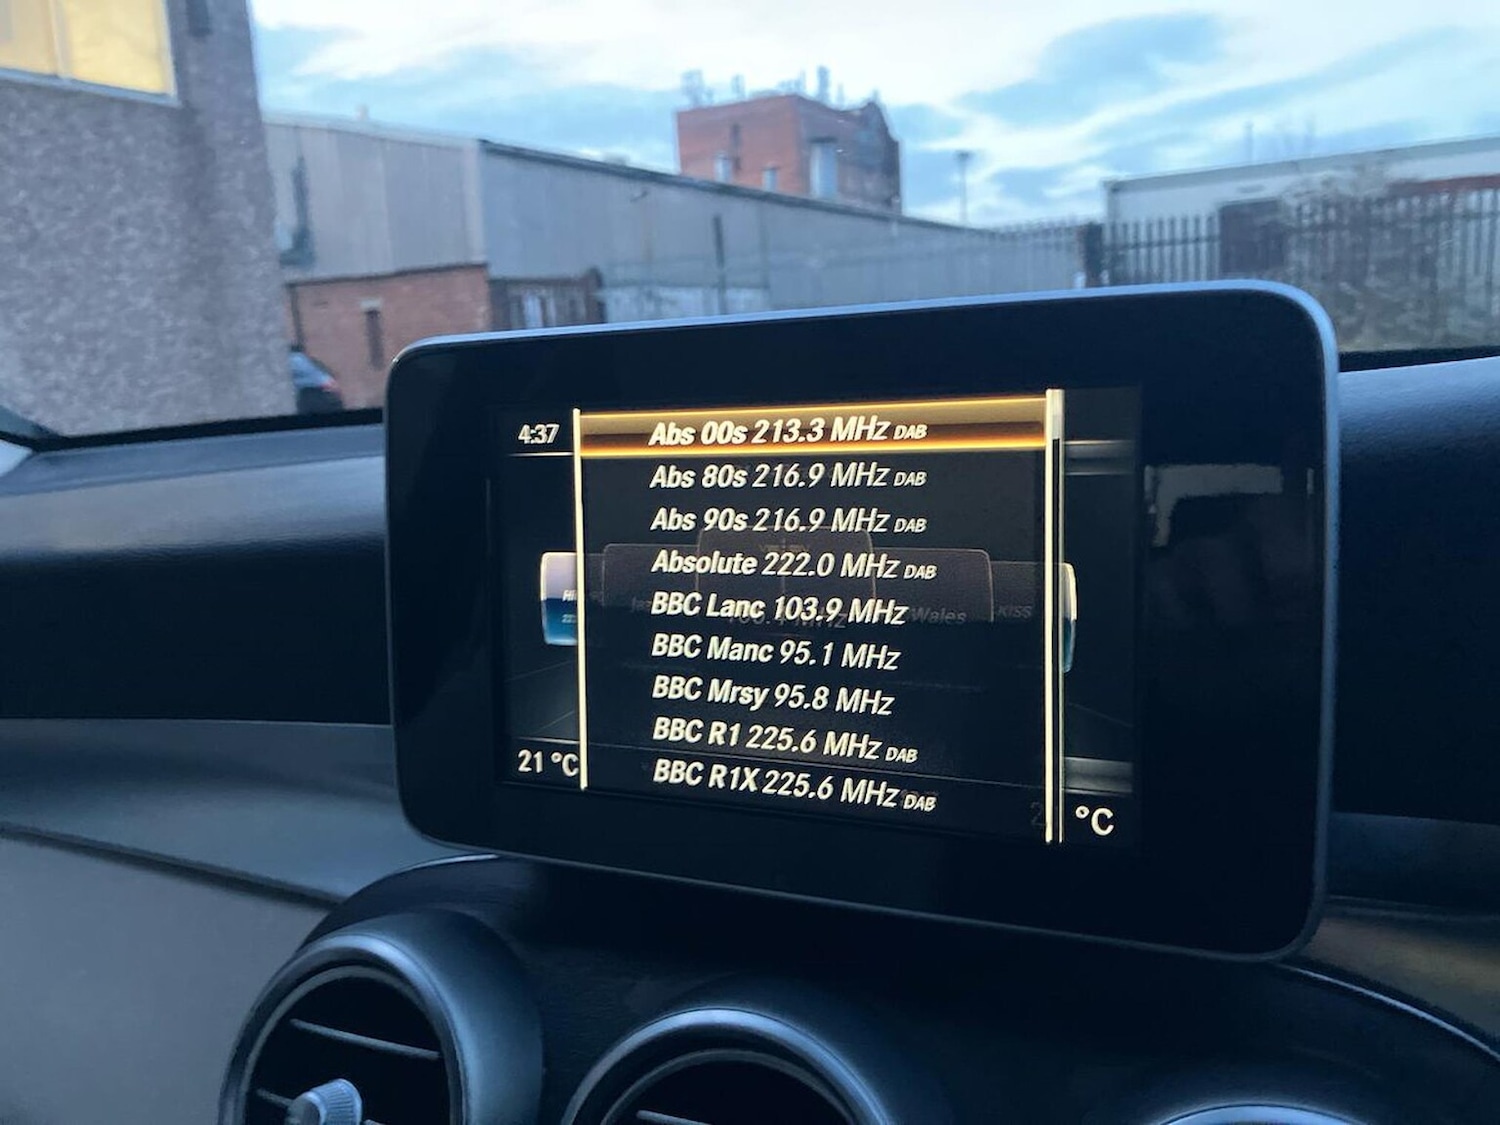 4:37
Abs 00s 213.3 MHz DAB
Abs 80s 216.9 MHz DAB
Abs 90s 216.9 MHz DAB
Absolute 222.0 MHz DAB
BBC Lanc 103.9 MHz
BBC Manc 95.1 MHz
BBC Mrsy 95.8 MHz
BBC R1 225.6 MHz DAB
BBC R1X 225.6 MHz DAB
Wales
KISS
21 °C
°C